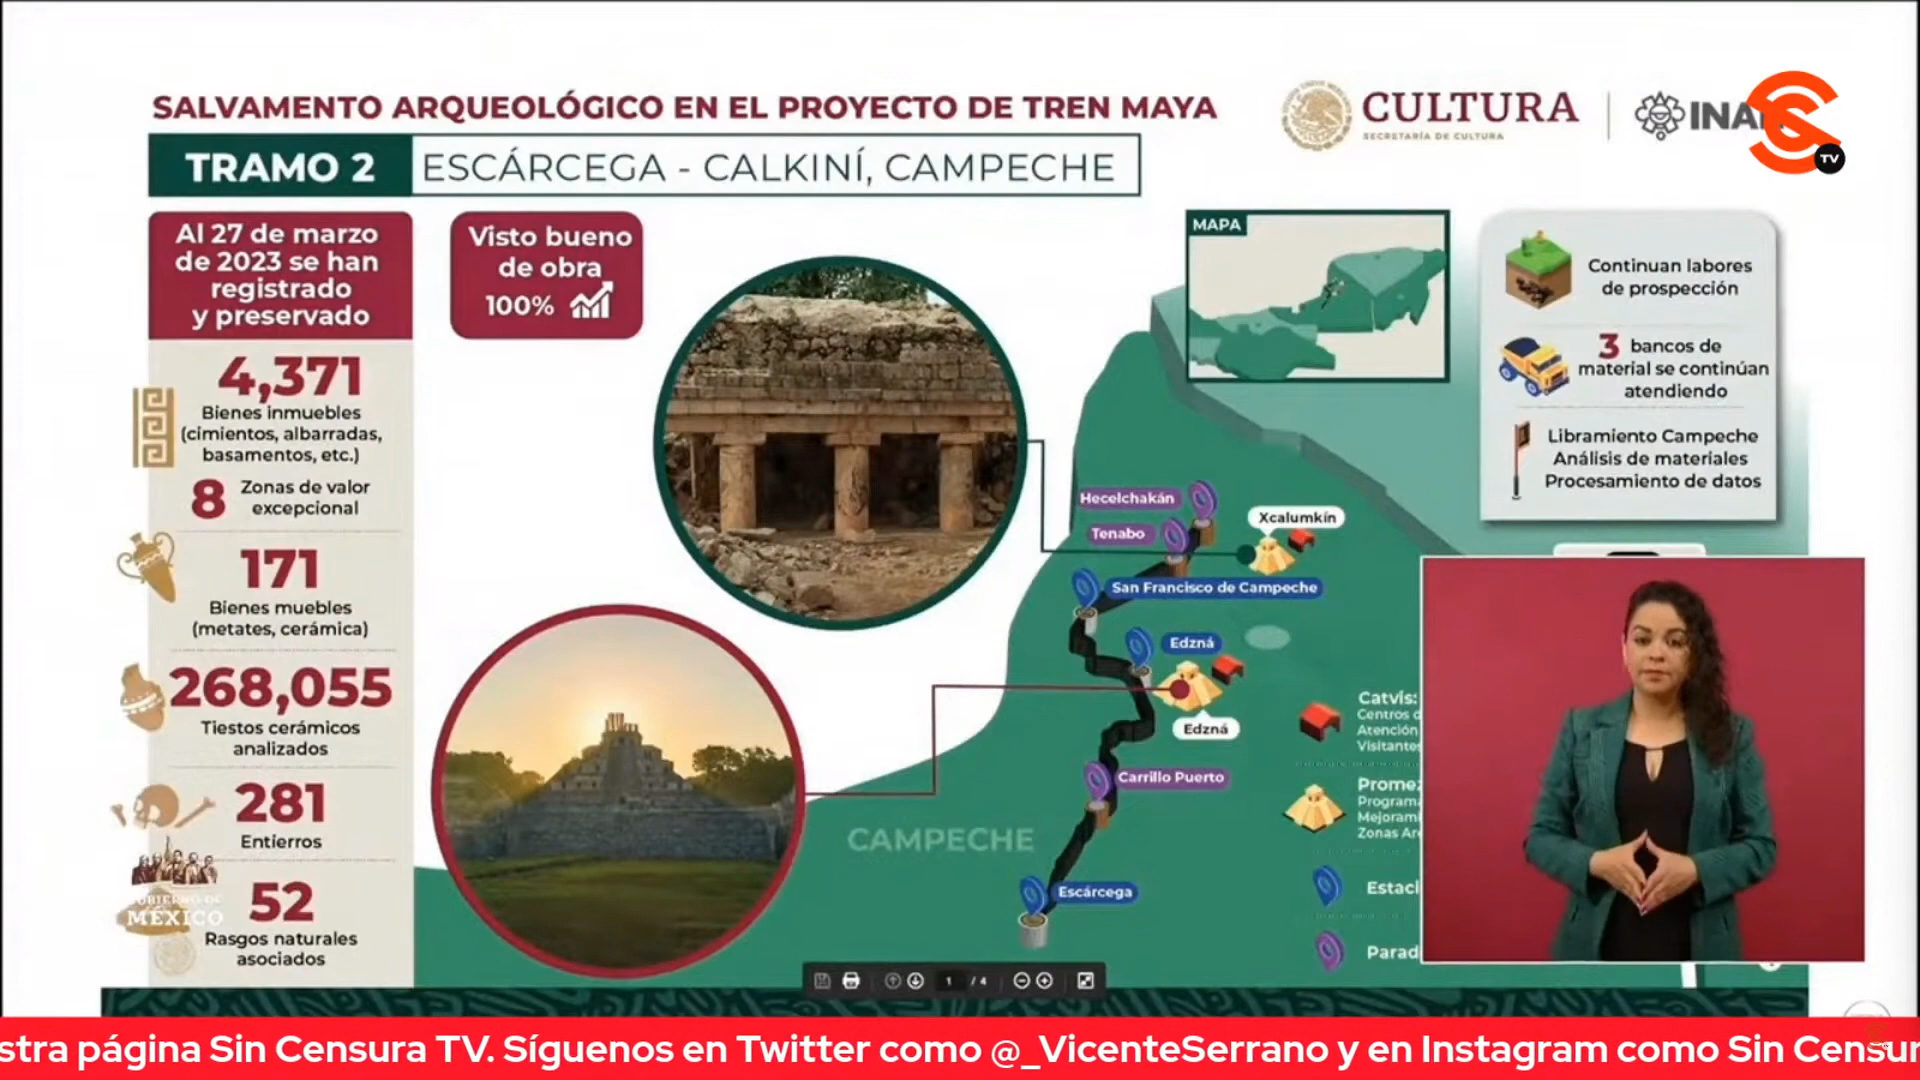 SALVAMENTO ARQUEOLÓGICO EN EL PROYECTO DE TREN MAYA
CULTURA
SECRETARÍA DE CULTURA
TV
TRAMO 2
ESCÁRCEGA - CALKINÍ, CAMPECHE
Al 27 de marzo
de 2023 se han
registrado
y preservado
4,371
Bienes inmuebles
(cimientos, albarradas,
basamentos, etc.)
8
Zonas de valor
excepcional
171
Bienes muebles
(metates, cerámica)
268,055
Tiestos cerámicos
analizados
281
Entierros
52
Rasgos naturales
asociados
GOBIERNO DE
MÉXICO
Visto bueno
de obra
100%
MAPA
Hecelchakán
Tenabo
Xcalumkín
San Francisco de Campeche
Edzná
Edzná
Carrillo Puerto
CAMPECHE
Escárcega
Continuan labores
de prospección
3 bancos de
material se continúan
atendiendo
Libramiento Campeche
Análisis de materiales
Procesamiento de datos
Catvis:
Centros d
Atención
Visitantes
Prome
Program
Mejorami
Zonas Ar
Estaci
Parad
1 / 4
stra página Sin Censura TV. Síguenos en Twitter como @_VicenteSerrano y en Instagram como Sin Censur